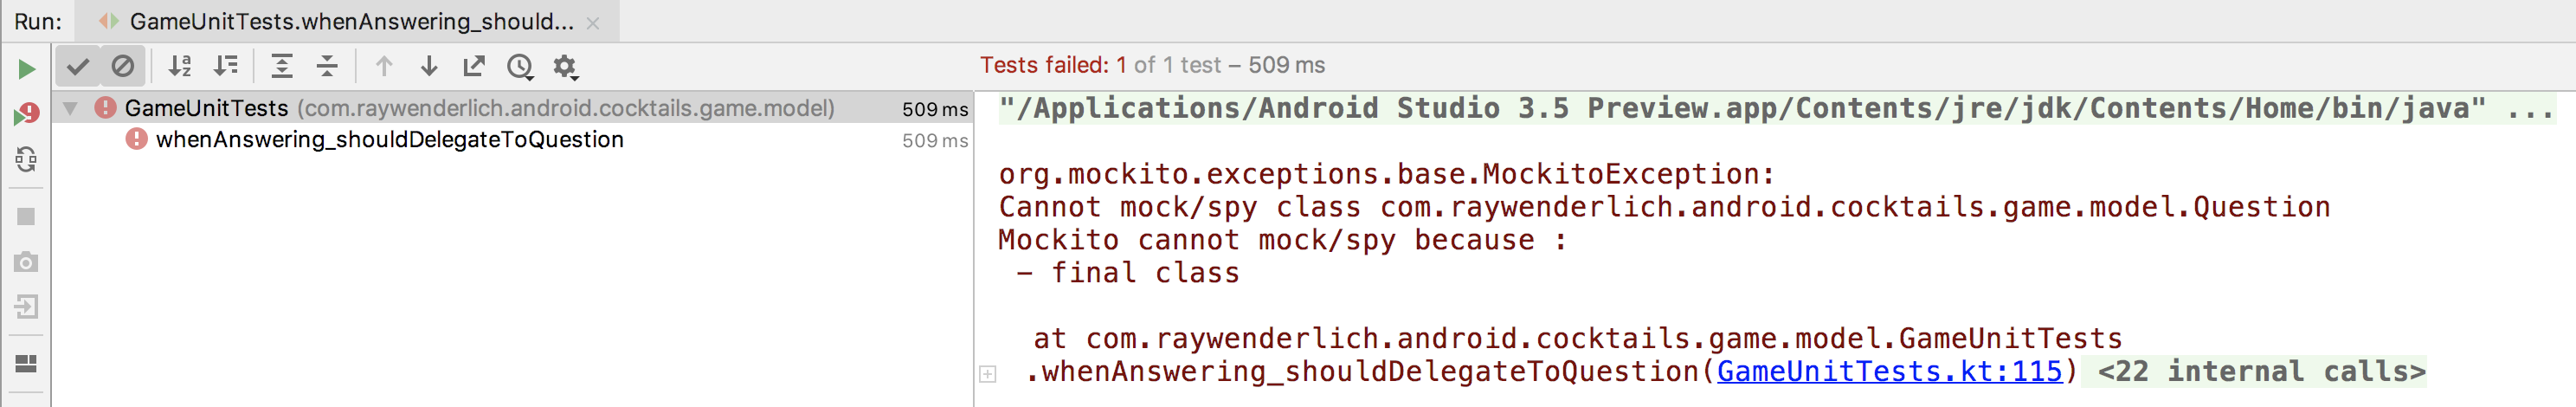 Run: GameUnitTests.whenAnswering_should...
Tests failed: 1 of 1 test – 509 ms
GameUnitTests (com.raywenderlich.android.cocktails.game.model) 509 ms
whenAnswering_shouldDelegateToQuestion 509 ms
"/Applications/Android Studio 3.5 Preview.app/Contents/jre/jdk/Contents/Home/bin/java" ...
org.mockito.exceptions.base.MockitoException:
Cannot mock/spy class com.raywenderlich.android.cocktails.game.model.Question
Mockito cannot mock/spy because :
- final class
at com.raywenderlich.android.cocktails.game.model.GameUnitTests
.whenAnswering_shouldDelegateToQuestion(GameUnitTests.kt:115) <22 internal calls>